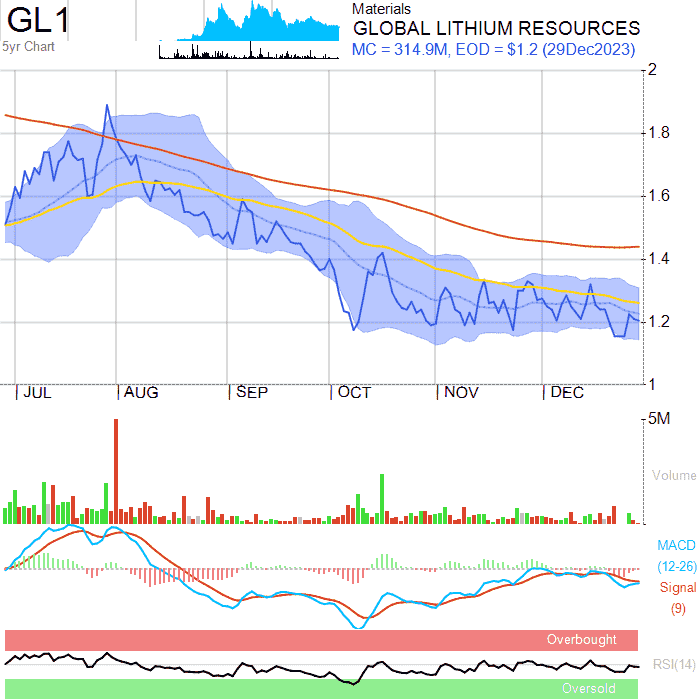 GL1
5yr Chart
Materials
GLOBAL LITHIUM RESOURCES
MC = 314.9M, EOD = $1.2 (29Dec2023)
2
1.8
1.6
1.4
1.2
1
JUL AUG SEP OCT NOV DEC
5M
Volume
MACD
(12-26)
Signal
(9)
Overbought
RSI(14)
Oversold